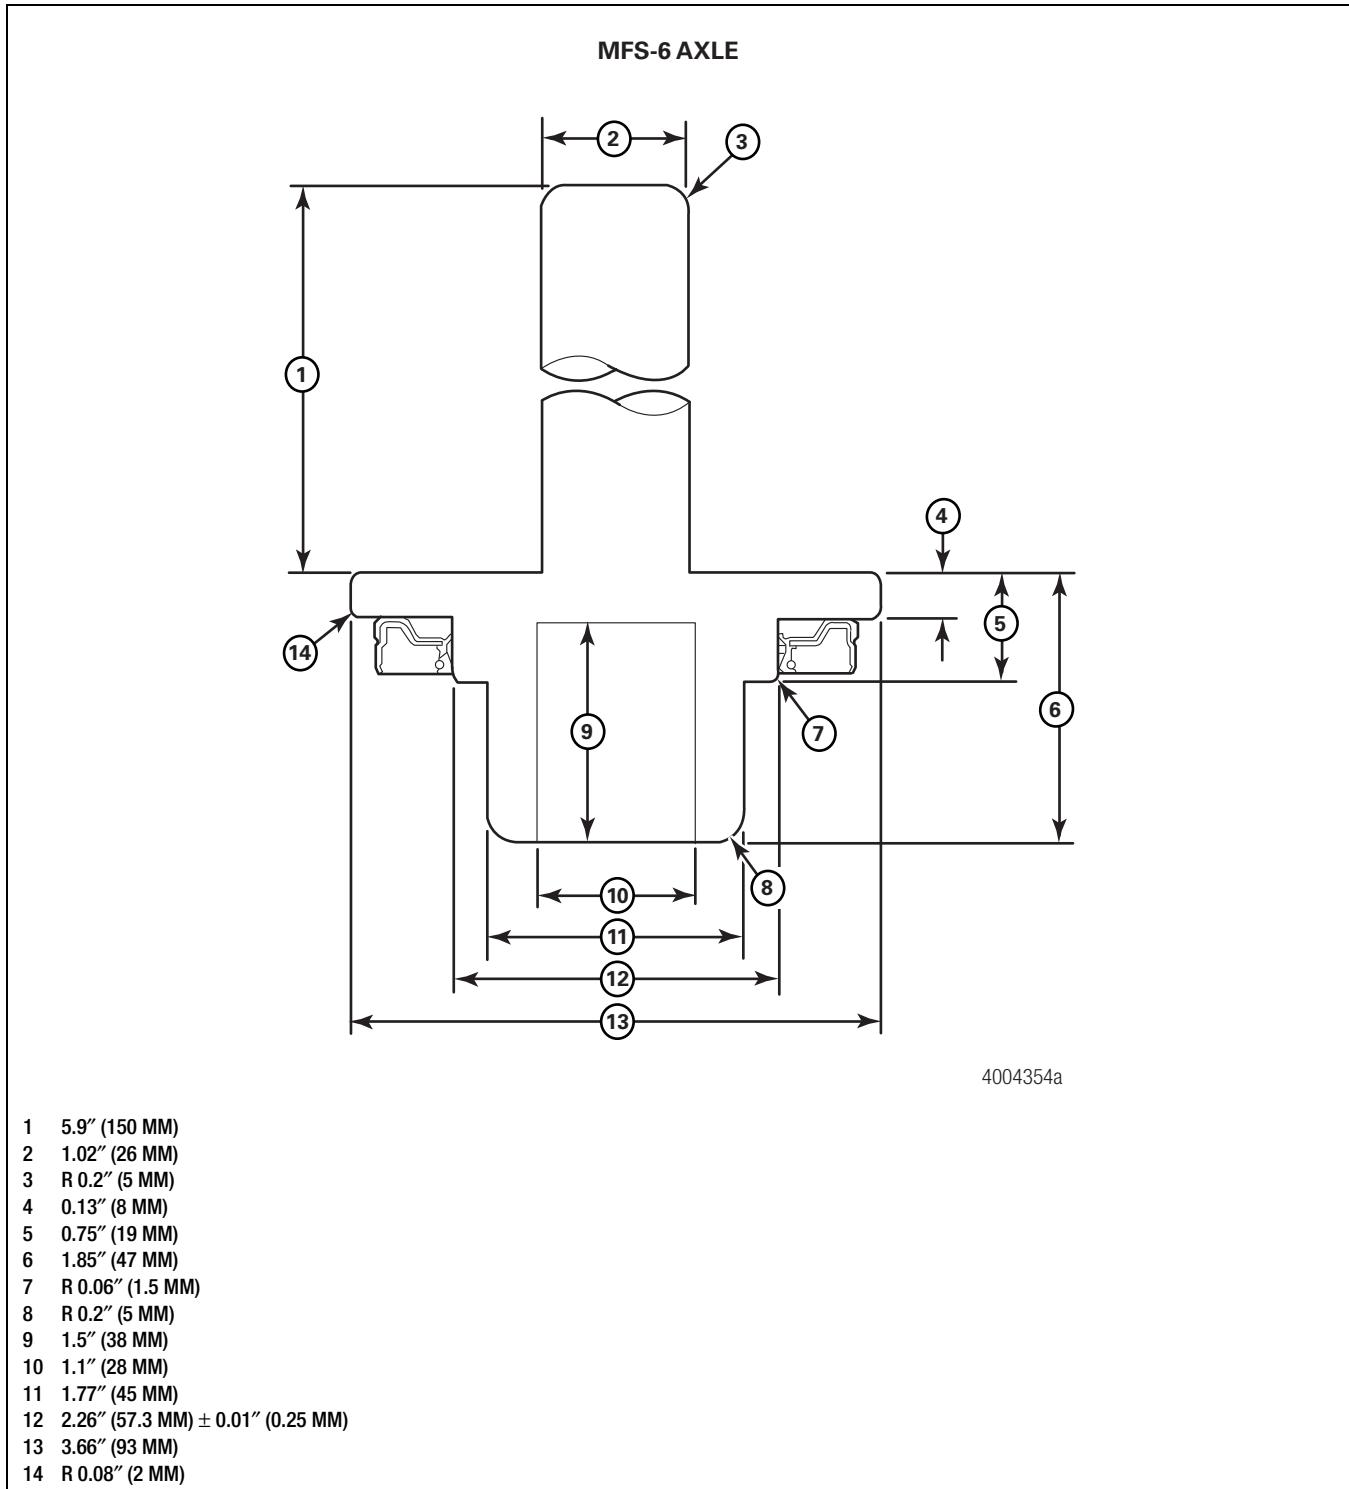 MFS-6 AXLE
2
3
1
4
5
14
6
7
9
8
10
11
12
13
4004354a
1 5.9″ (150 MM)
2 1.02″ (26 MM)
3 R 0.2″ (5 MM)
4 0.13″ (8 MM)
5 0.75″ (19 MM)
6 1.85″ (47 MM)
7 R 0.06″ (1.5 MM)
8 R 0.2″ (5 MM)
9 1.5″ (38 MM)
10 1.1″ (28 MM)
11 1.77″ (45 MM)
12 2.26″ (57.3 MM) ± 0.01″ (0.25 MM)
13 3.66″ (93 MM)
14 R 0.08″ (2 MM)